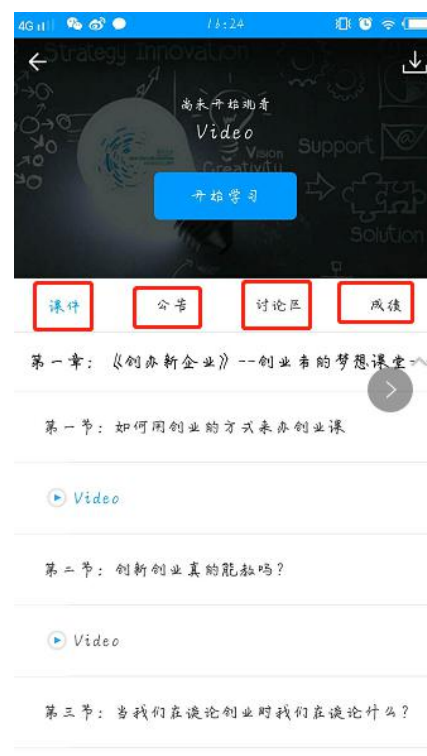 4G 16:24
Strategy Innovation
尚未开始观看
Video
Vision
Support
Creativity
开始学习
Solution
课件 公告 讨论区 成绩
第一章：《创办新企业》--创业者的梦想课堂-
第一节：如何用创业的方式来办创业课
Video
第二节：创新创业真的能教吗？
Video
第三节：当我们在谈论创业时我们在谈论什么？